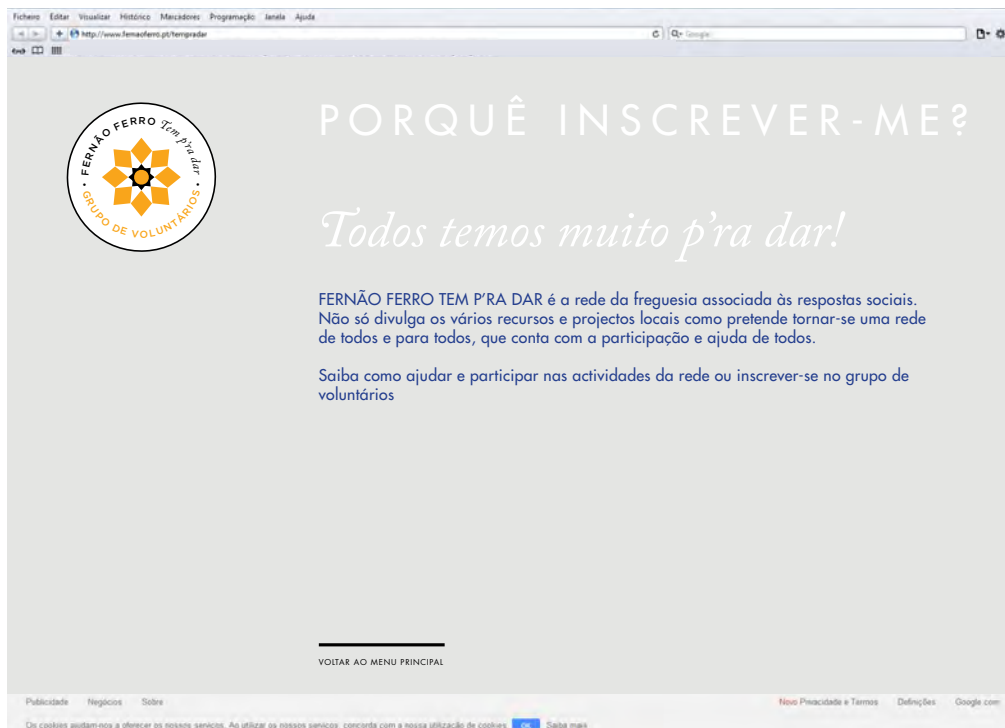 Ficheiro Editar Visualizar Histórico Marcadores Programação Janela Ajuda
http://www.fernaoferro.pt/tempradar
Google
FERNÃO FERRO Tem p'ra dar
GRUPO DE VOLUNTÁRIOS
PORQUÊ INSCREVER-ME?
Todos temos muito p'ra dar!
FERNÃO FERRO TEM P'RA DAR é a rede da freguesia associada às respostas sociais.
Não só divulga os vários recursos e projectos locais como pretende tornar-se uma rede
de todos e para todos, que conta com a participação e ajuda de todos.
Saiba como ajudar e participar nas actividades da rede ou inscrever-se no grupo de
voluntários
VOLTAR AO MENU PRINCIPAL
Publicidade Negócios Sobre Novo Privacidade e Termos Definções Google.com
Os cookies ajudam-nos a oferecer os nossos serviços. Ao utilizar os nossos serviços, concorda com a nossa utilização de cookies. OK Saiba mais